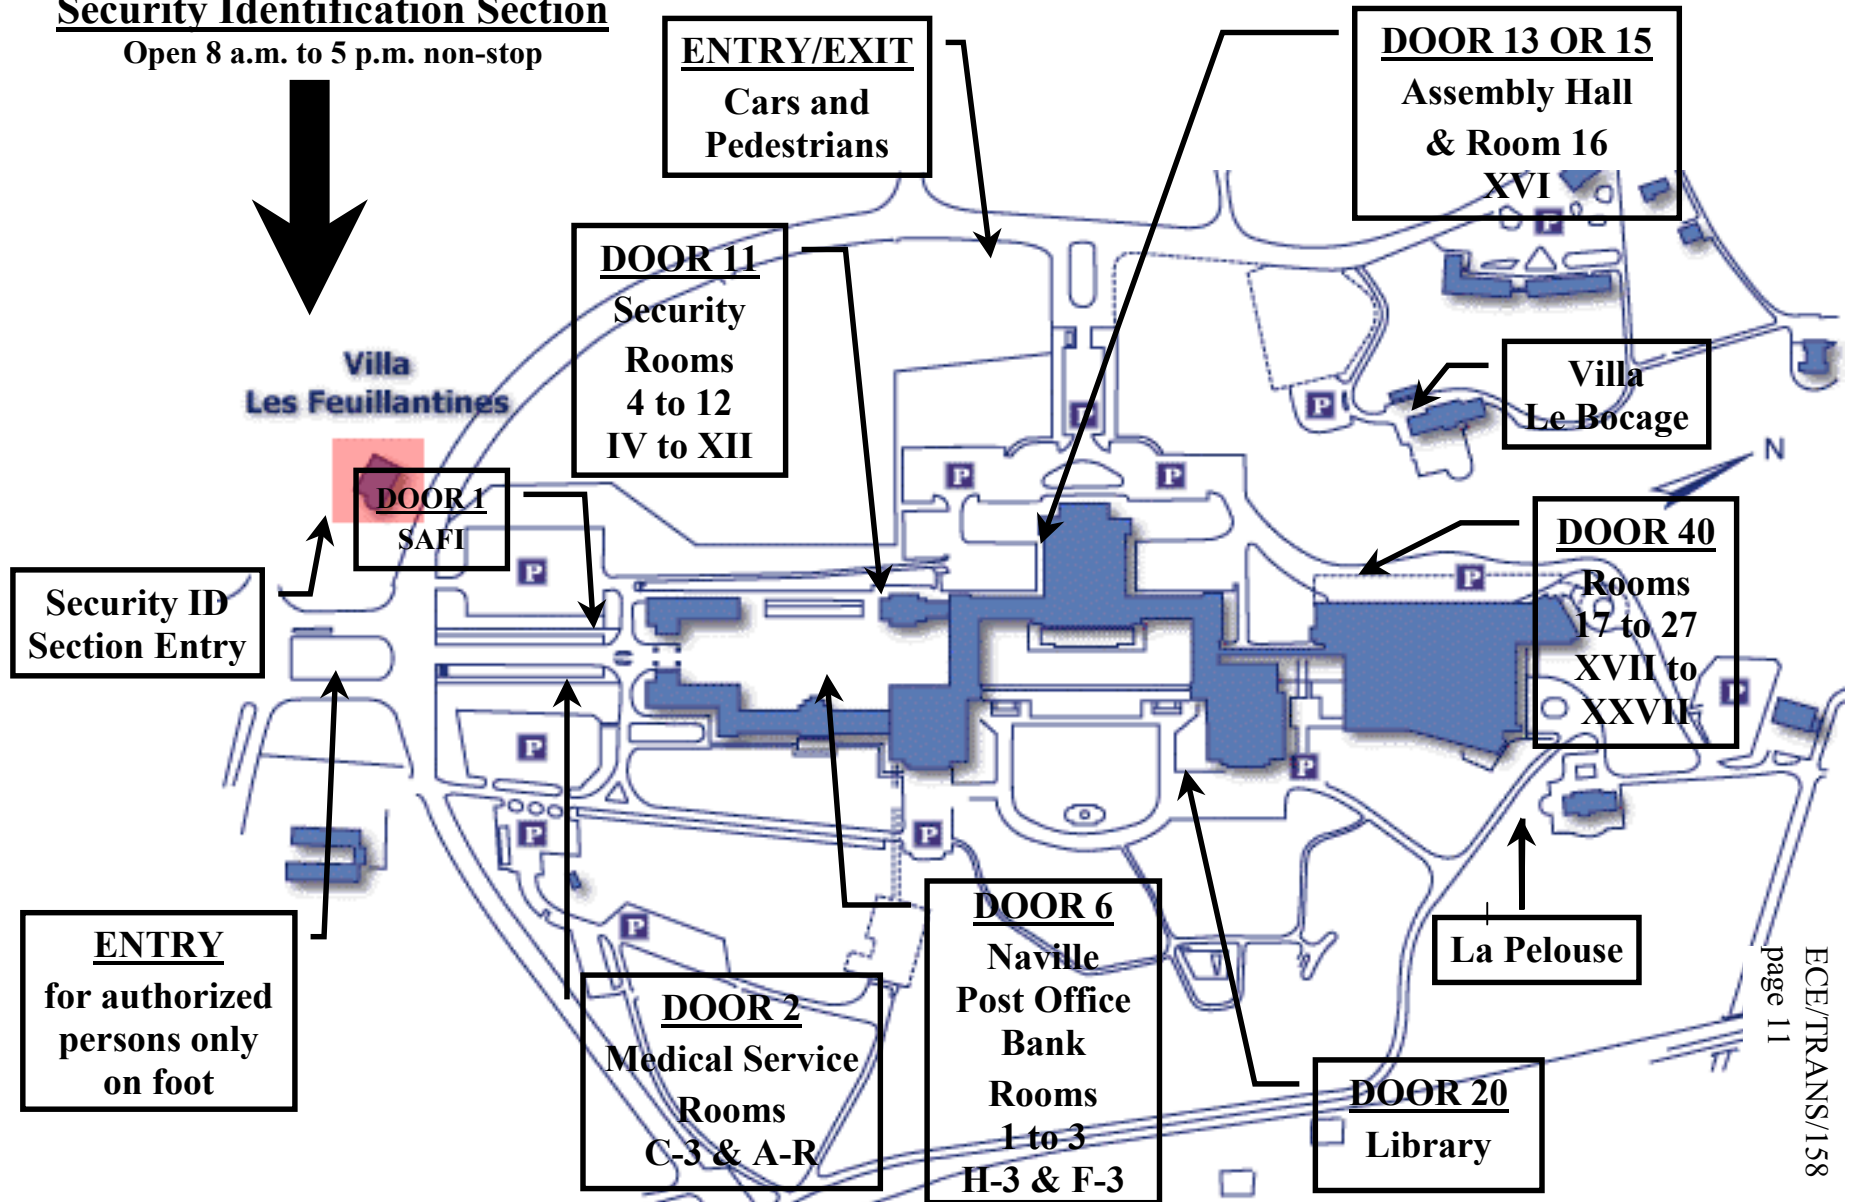 Security Identification Section
Open 8 a.m. to 5 p.m. non-stop
ENTRY/EXIT
Cars and
Pedestrians
DOOR 13 OR 15
Assembly Hall
& Room 16
XVI
P
DOOR 11
Security
Rooms
4 to 12
IV to XII
Villa
Les Feuillantines
Villa
Le Bocage
P
P
N
P
P
DOOR 1
SAFI
DOOR 40
Rooms
17 to 27
XVII to
XXVII
P
P
Security ID
Section Entry
P
P
P
P
P
P
ENTRY
for authorized
persons only
on foot
DOOR 2
Medical Service
Rooms
C-3 & A-R
DOOR 6
Naville
Post Office
Bank
Rooms
1 to 3
H-3 & F-3
La Pelouse
DOOR 20
Library
ECE/TRANS/158
page 11